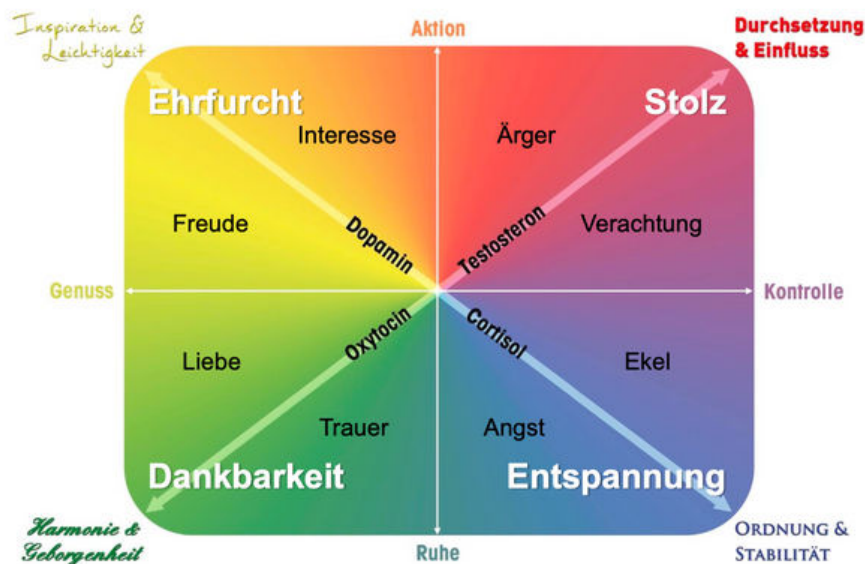 Inspiration &
Leichtigkeit
Aktion
Durchsetzung
& Einfluss
Ehrfurcht
Stolz
Interesse
Ärger
Freude
Dopamin
Testosteron
Verachtung
Genuss
Kontrolle
Liebe
Oxytocin
Cortisol
Ekel
Trauer
Angst
Dankbarkeit
Entspannung
Harmonie &
Geborgenheit
Ruhe
ORDNUNG &
STABILITÄT